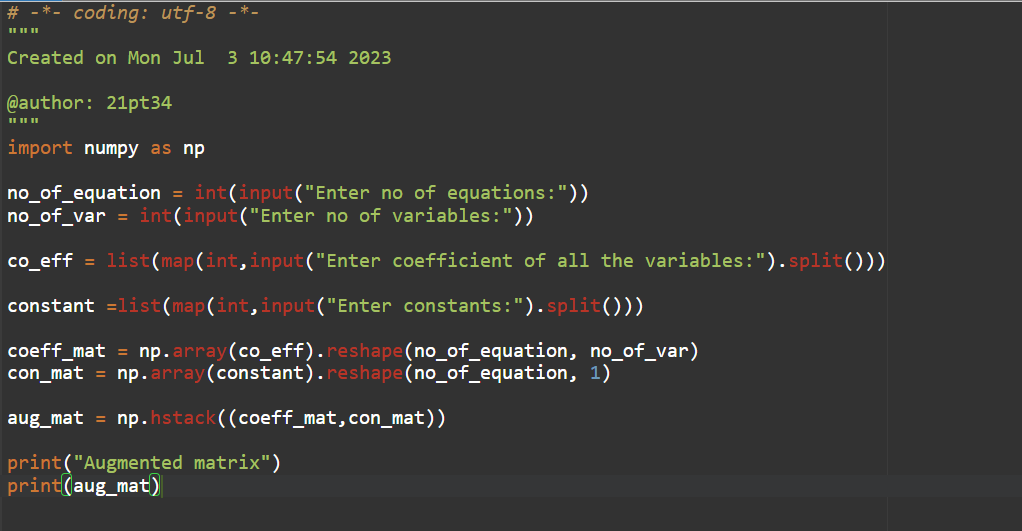 # -*- coding: utf-8 -*-
"""
Created on Mon Jul  3 10:47:54 2023
@author: 21pt34
"""
import numpy as np
no_of_equation = int(input("Enter no of equations:"))
no_of_var = int(input("Enter no of variables:"))
co_eff = list(map(int,input("Enter coefficient of all the variables:").split()))
constant =list(map(int,input("Enter constants:").split()))
coeff_mat = np.array(co_eff).reshape(no_of_equation, no_of_var)
con_mat = np.array(constant).reshape(no_of_equation, 1)
aug_mat = np.hstack((coeff_mat,con_mat))
print("Augmented matrix")
print(aug_mat)